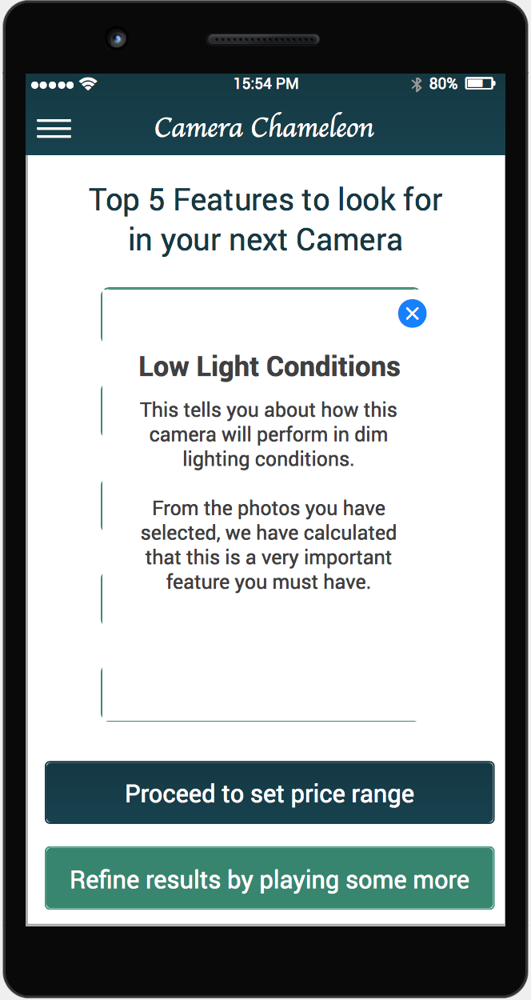 15:54 PM 80%
Camera Chameleon
Top 5 Features to look for
in your next Camera
Low Light Conditions
This tells you about how this
camera will perform in dim
lighting conditions.
From the photos you have
selected, we have calculated
that this is a very important
feature you must have.
Proceed to set price range
Refine results by playing some more